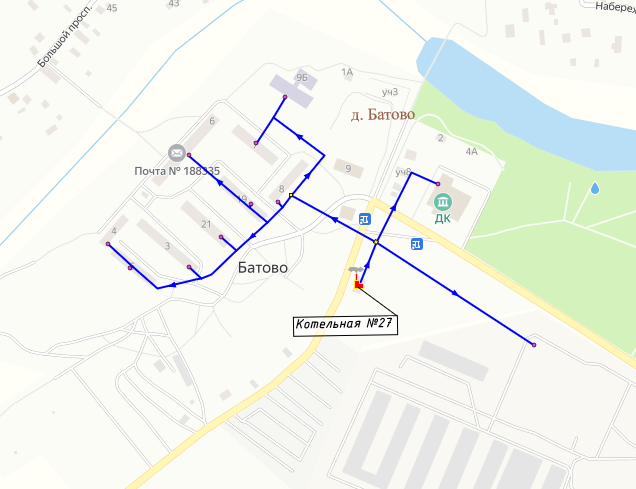 45
43
Большой просп.
Набереж
9Б
1А
уч3
д. Батово
6
2
4А
Почта № 188335
9
уч8
8
19
ДК
21
4
3
Батово
Котельная №27